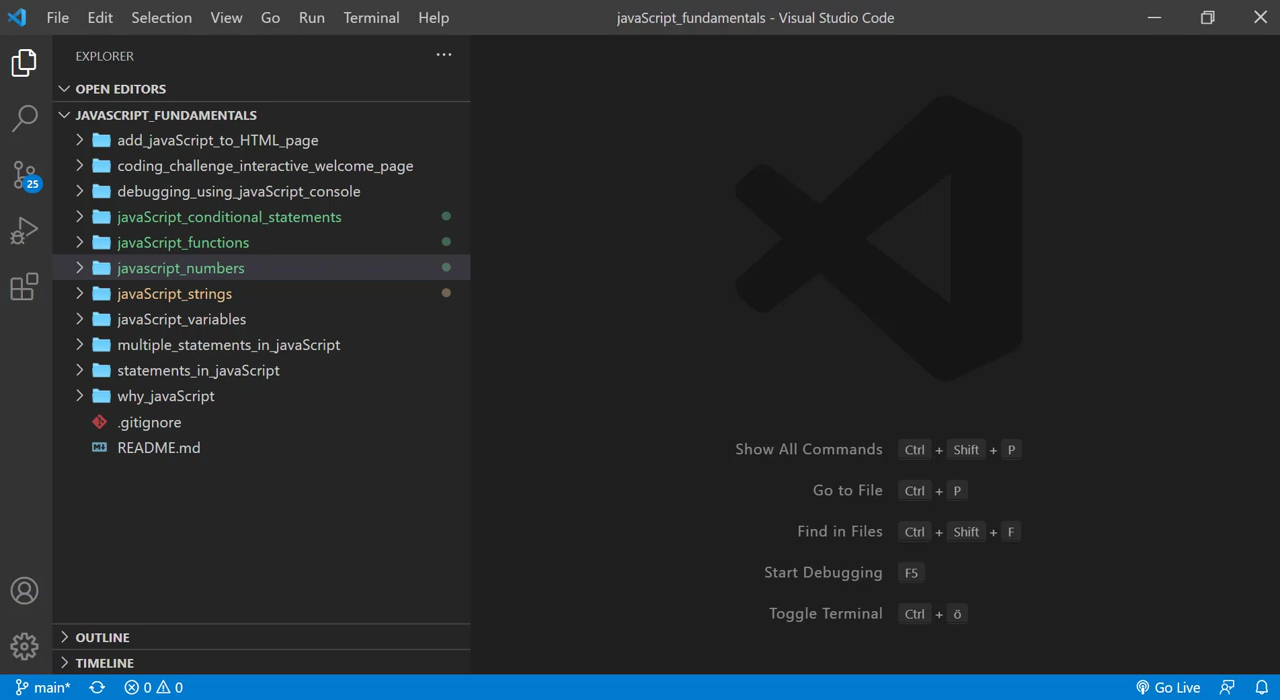 File Edit Selection View Go Run Terminal Help
javaScript_fundamentals - Visual Studio Code
EXPLORER
OPEN EDITORS
JAVASCRIPT_FUNDAMENTALS
add_javaScript_to_HTML_page
coding_challenge_interactive_welcome_page
debugging_using_javaScript_console
javaScript_conditional_statements
javaScript_functions
javascript_numbers
javaScript_strings
javaScript_variables
multiple_statements_in_javaScript
statements_in_javaScript
why_javaScript
.gitignore
README.md
OUTLINE
TIMELINE
25
Show All Commands Ctrl + Shift + P
Go to File Ctrl + P
Find in Files Ctrl + Shift + F
Start Debugging F5
Toggle Terminal Ctrl + ö
main* 0 0 Go Live